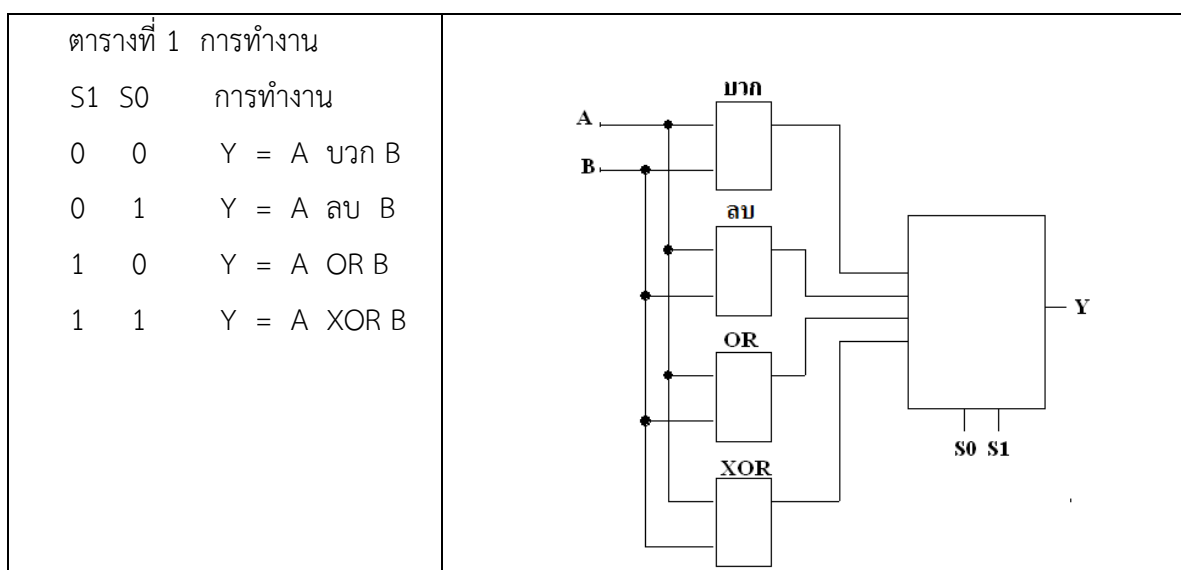 ตารางที่ 1 การทำงาน
S1 S0 การทำงาน
0 0 Y = A บวก B
0 1 Y = A ลบ B
1 0 Y = A OR B
1 1 Y = A XOR B
บวก
A
B
ลบ
OR
Y
S0 S1
XOR